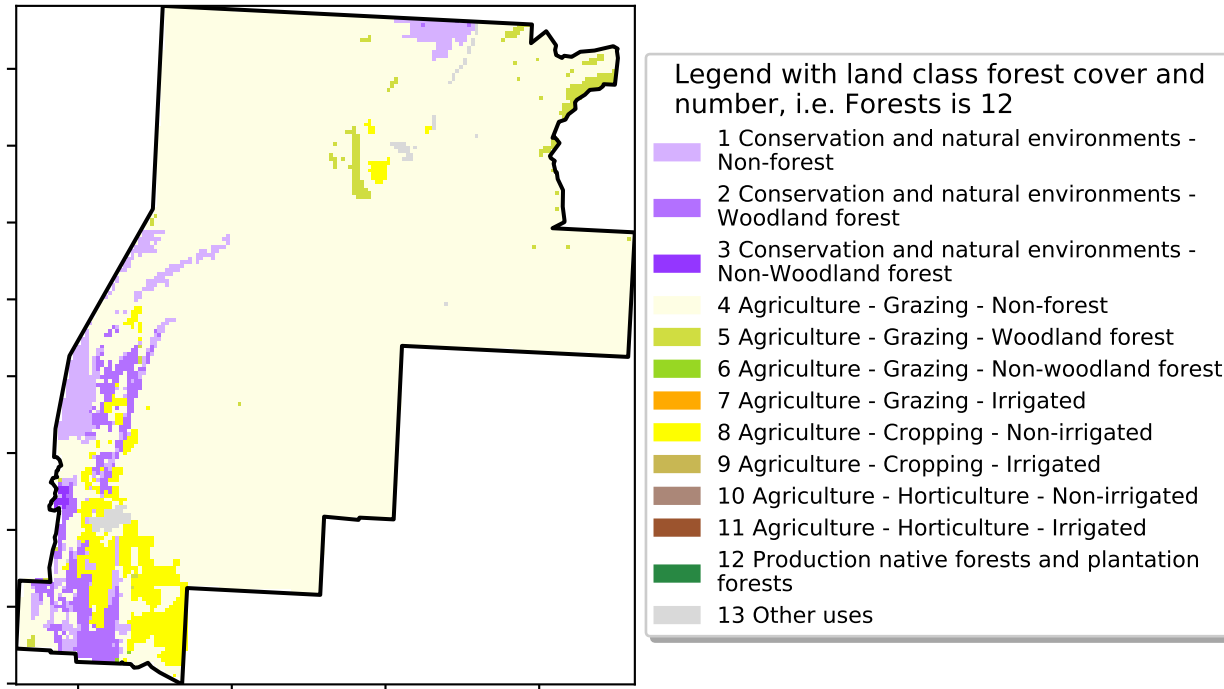 Legend with land class forest cover and
number, i.e. Forests is 12
1 Conservation and natural environments -
Non-forest
2 Conservation and natural environments -
Woodland forest
3 Conservation and natural environments -
Non-Woodland forest
4 Agriculture - Grazing - Non-forest
5 Agriculture - Grazing - Woodland forest
6 Agriculture - Grazing - Non-woodland forest
7 Agriculture - Grazing - Irrigated
8 Agriculture - Cropping - Non-irrigated
9 Agriculture - Cropping - Irrigated
10 Agriculture - Horticulture - Non-irrigated
11 Agriculture - Horticulture - Irrigated
12 Production native forests and plantation
forests
13 Other uses